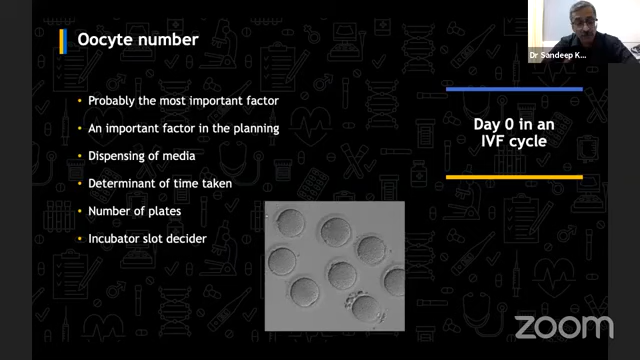 Oocyte number
Dr Sandeep K...
Probably the most important factor
An important factor in the planning
Dispensing of media
Determinant of time taken
Number of plates
Incubator slot decider
Day 0 in an
IVF cycle
zoom